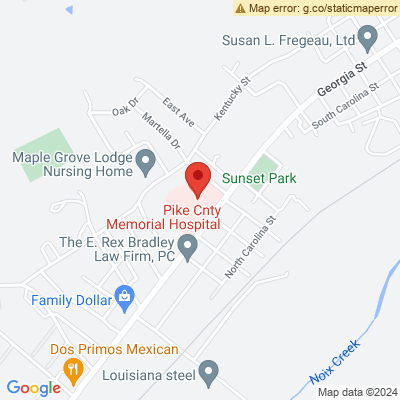 Map error: g.co/staticmaperror
Susan L. Fregeau, Ltd
Georgia St
Kentucky St
South Carolina St
Oak Dr
East Ave
Martella Dr
Maple Grove Lodge
Nursing Home
Sunset Park
Pike Cnty
Memorial Hospital
The E. Rex Bradley
Law Firm, PC
North Carolina St
Family Dollar
Dos Primos Mexican
Noix Creek
Louisiana steel
Google
Map data ©2024